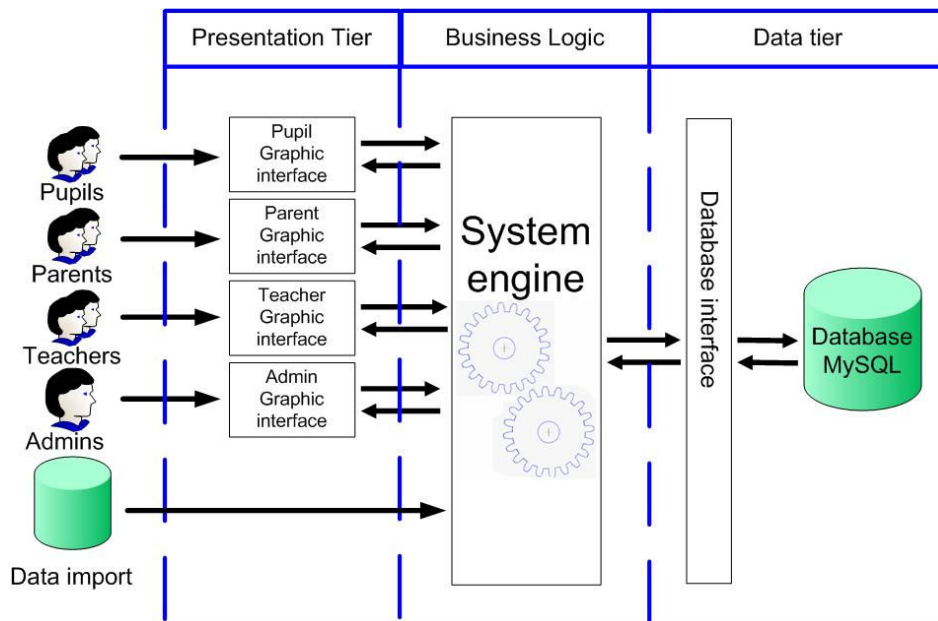 Presentation Tier
Business Logic
Data tier
Pupils
Pupil
Graphic
interface
Parents
Parent
Graphic
interface
Teachers
Teacher
Graphic
interface
Admins
Admin
Graphic
interface
Data import
System
engine
Database interface
Database
MySQL